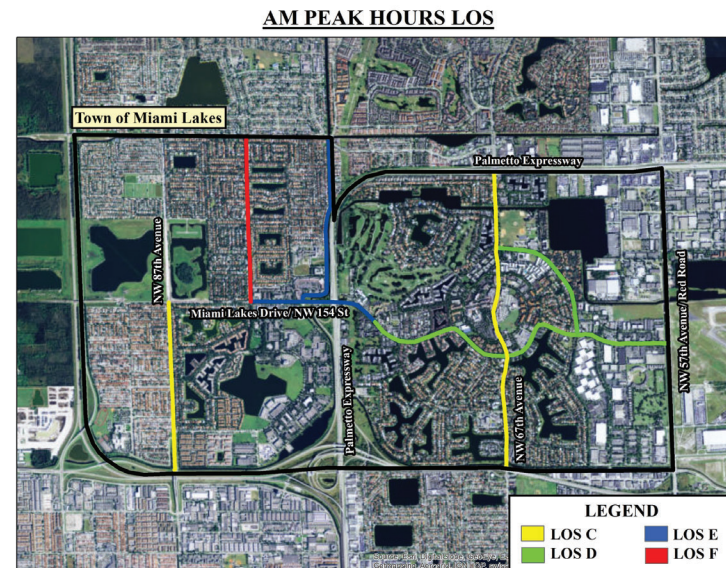 AM PEAK HOURS LOS
Town of Miami Lakes
Palmetto Expressway
NW 87th Avenue
Miami Lakes Drive/ NW 154 St
NW 57th Avenue/ Red Road
Palmetto Expressway
NW 67th Avenue
LEGEND
LOS C
LOS E
LOS D
LOS F